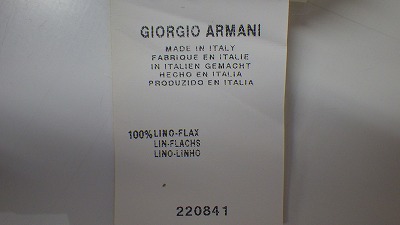 GIORGIO ARMANI
MADE IN ITALY
FABRIQUE EN ITALIE
IN ITALIEN GEMACHT
HECHO EN ITALIA
PRODUZIDO EN ITALIA
100% LINO-FLAX
LIN-FLACHS
LINO-LINHO
220841